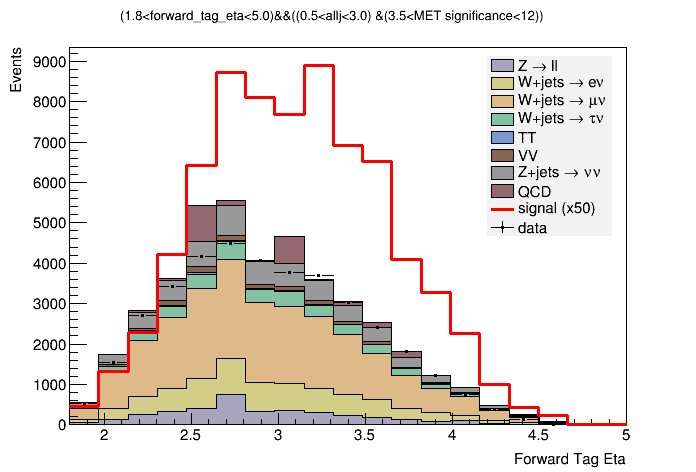 (1.8<forward_tag_eta<5.0)&&((0.5<allj<3.0) &(3.5<MET significance<12))
Events
9000
8000
7000
6000
5000
4000
3000
2000
1000
0
Z → ll
W+jets → eν
W+jets → μν
W+jets → τν
TT
VV
Z+jets → νν
QCD
signal (x50)
data
2 2.5 3 3.5 4 4.5 5
Forward Tag Eta